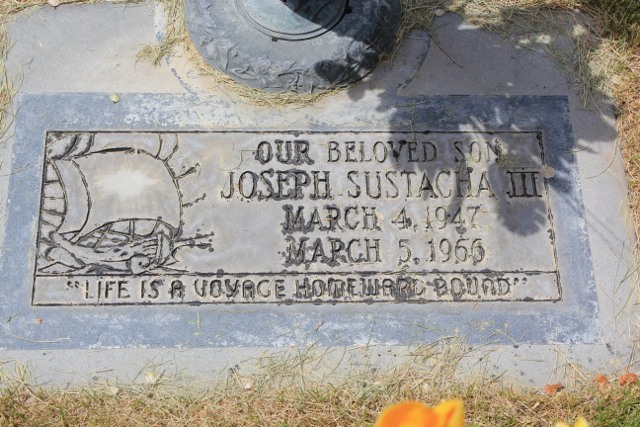 OUR BELOVED SON
JOSEPH SUSTACHA III
MARCH 4, 1947
MARCH 5, 1966
"LIFE IS A VOYAGE HOMEWARD BOUND"